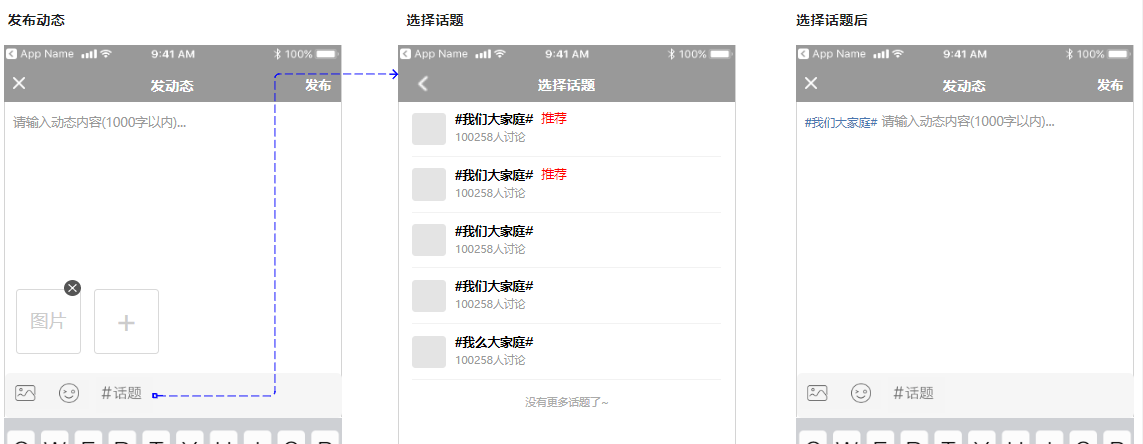 发布动态
App Name 9:41 AM 100%
发动态 发布
请输入动态内容(1000字以内)...
图片
+
#话题
选择话题
App Name 9:41 AM 100%
选择话题
#我们大家庭# 推荐
100258人讨论
#我们大家庭# 推荐
100258人讨论
#我们大家庭#
100258人讨论
#我们大家庭#
100258人讨论
#我么大家庭#
100258人讨论
没有更多话题了~
选择话题后
App Name 9:41 AM 100%
发动态 发布
#我们大家庭# 请输入动态内容(1000字以内)...
#话题